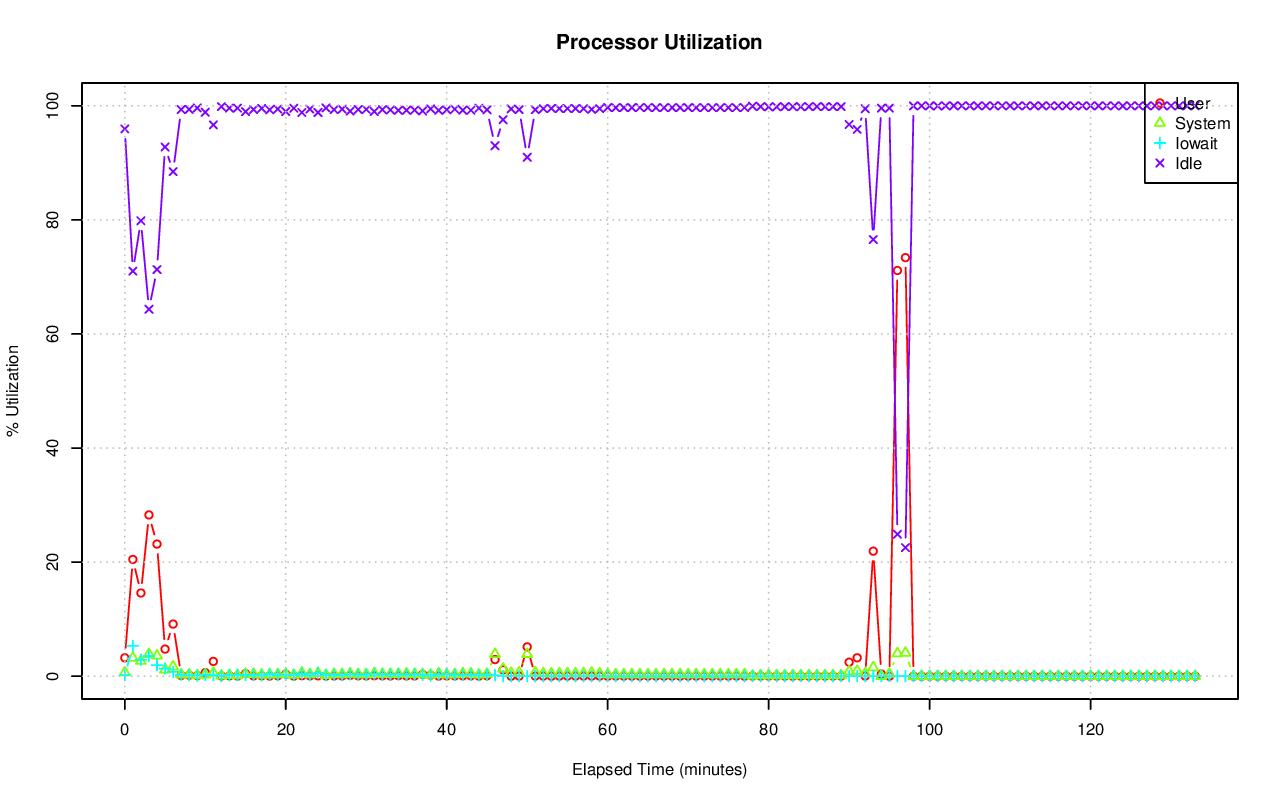 Processor Utilization
% Utilization
100
80
60
40
20
0
User
System
Iowait
Idle
0 20 40 60 80 100 120
Elapsed Time (minutes)